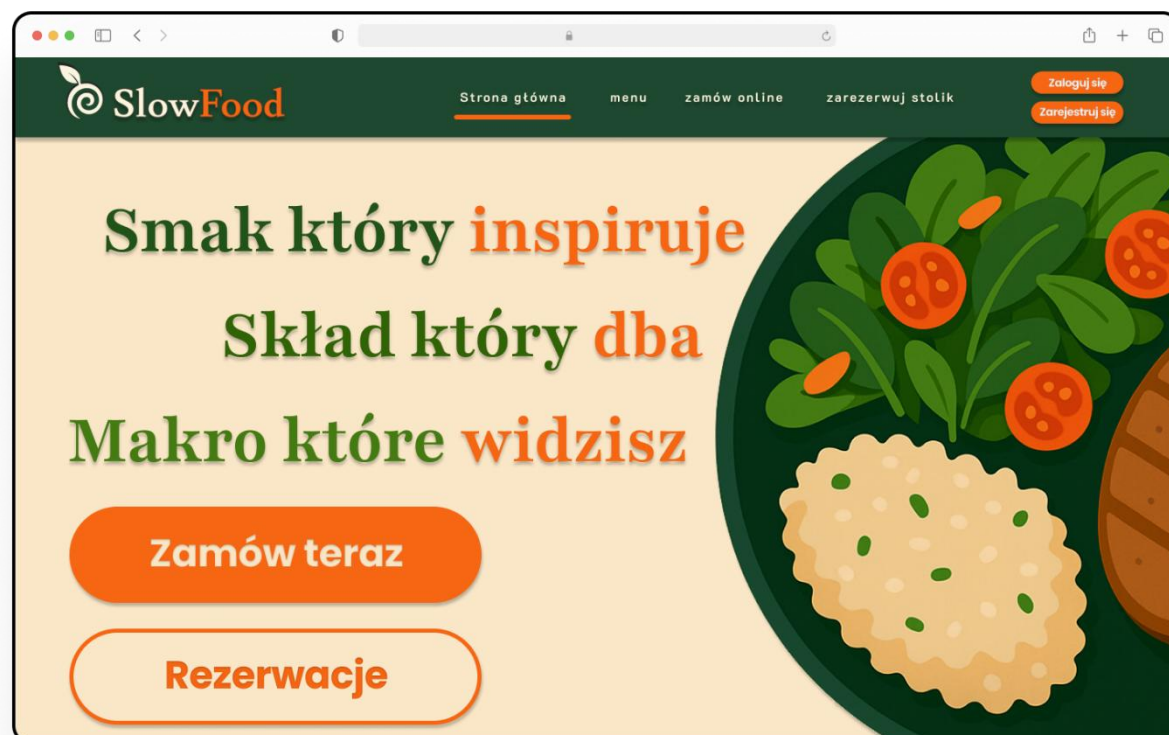 SlowFood
Strona główna
menu
zamów online
zarezerwuj stolik
Zaloguj się
Zarejestruj się
Smak który inspiruje
Skład który dba
Makro które widzisz
Zamów teraz
Rezerwacje